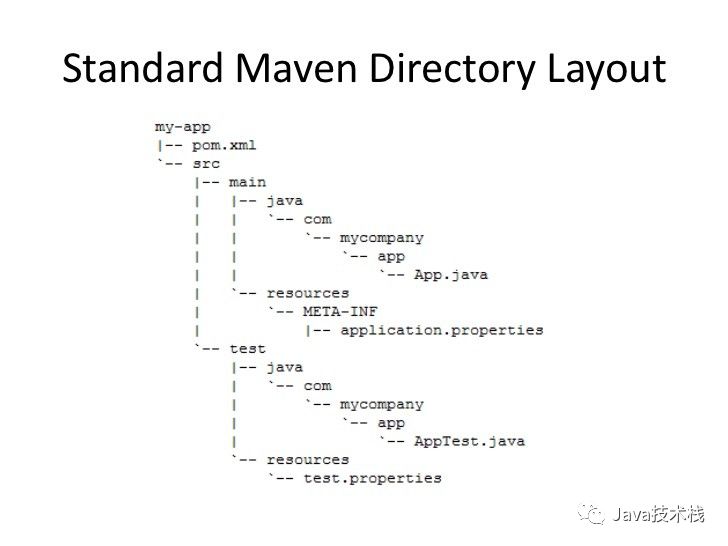 Standard Maven Directory Layout
my-app
|-- pom.xml
`-- src
    |-- main
    |   |-- java
    |   |   `-- com
    |   |       `-- mycompany
    |   |           `-- app
    |   |               `-- App.java
    |   `-- resources
    |       `-- META-INF
    |           |-- application.properties
    `-- test
        |-- java
        |   `-- com
        |       `-- mycompany
        |           `-- app
        |               `-- AppTest.java
        `-- resources
            `-- test.properties
Java技术栈